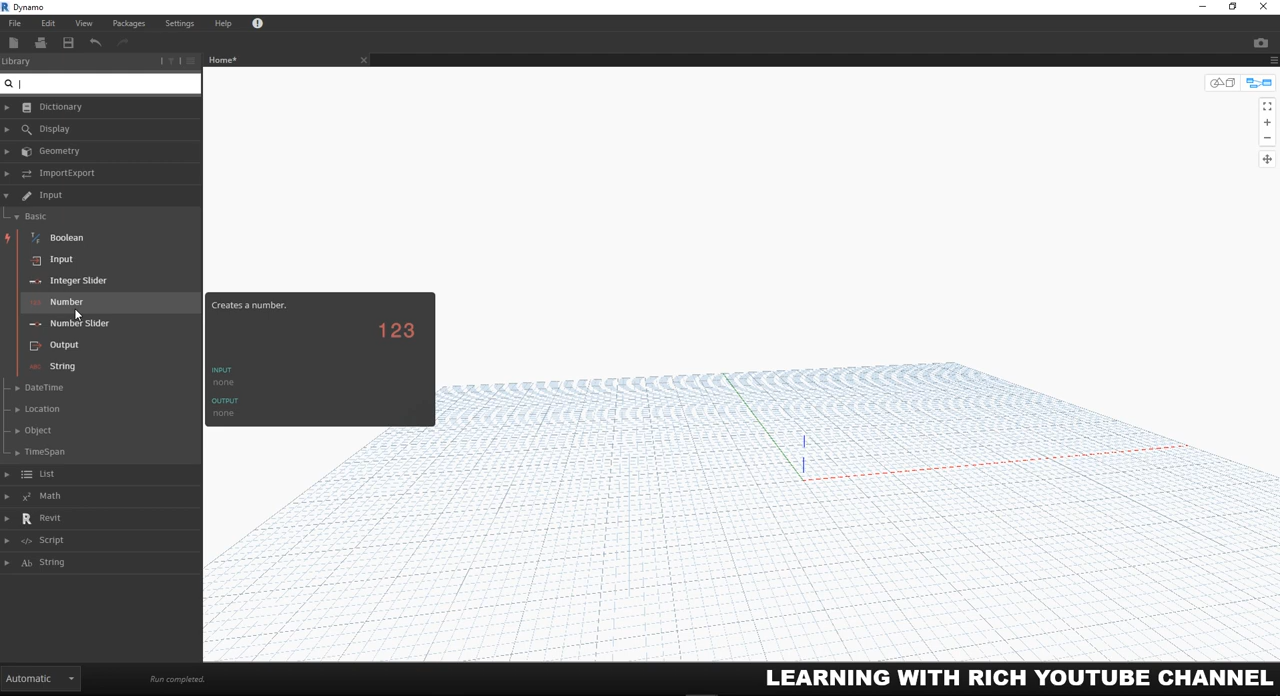 Dynamo
File Edit View Packages Settings Help
Library
Home*
Dictionary
Display
Geometry
ImportExport
Input
Basic
Boolean
Input
Integer Slider
Number
Number Slider
Output
String
DateTime
Location
Object
TimeSpan
List
Math
Revit
Script
String
Creates a number.
123
INPUT
none
OUTPUT
none
Automatic
Run completed.
LEARNING WITH RICH YOUTUBE CHANNEL